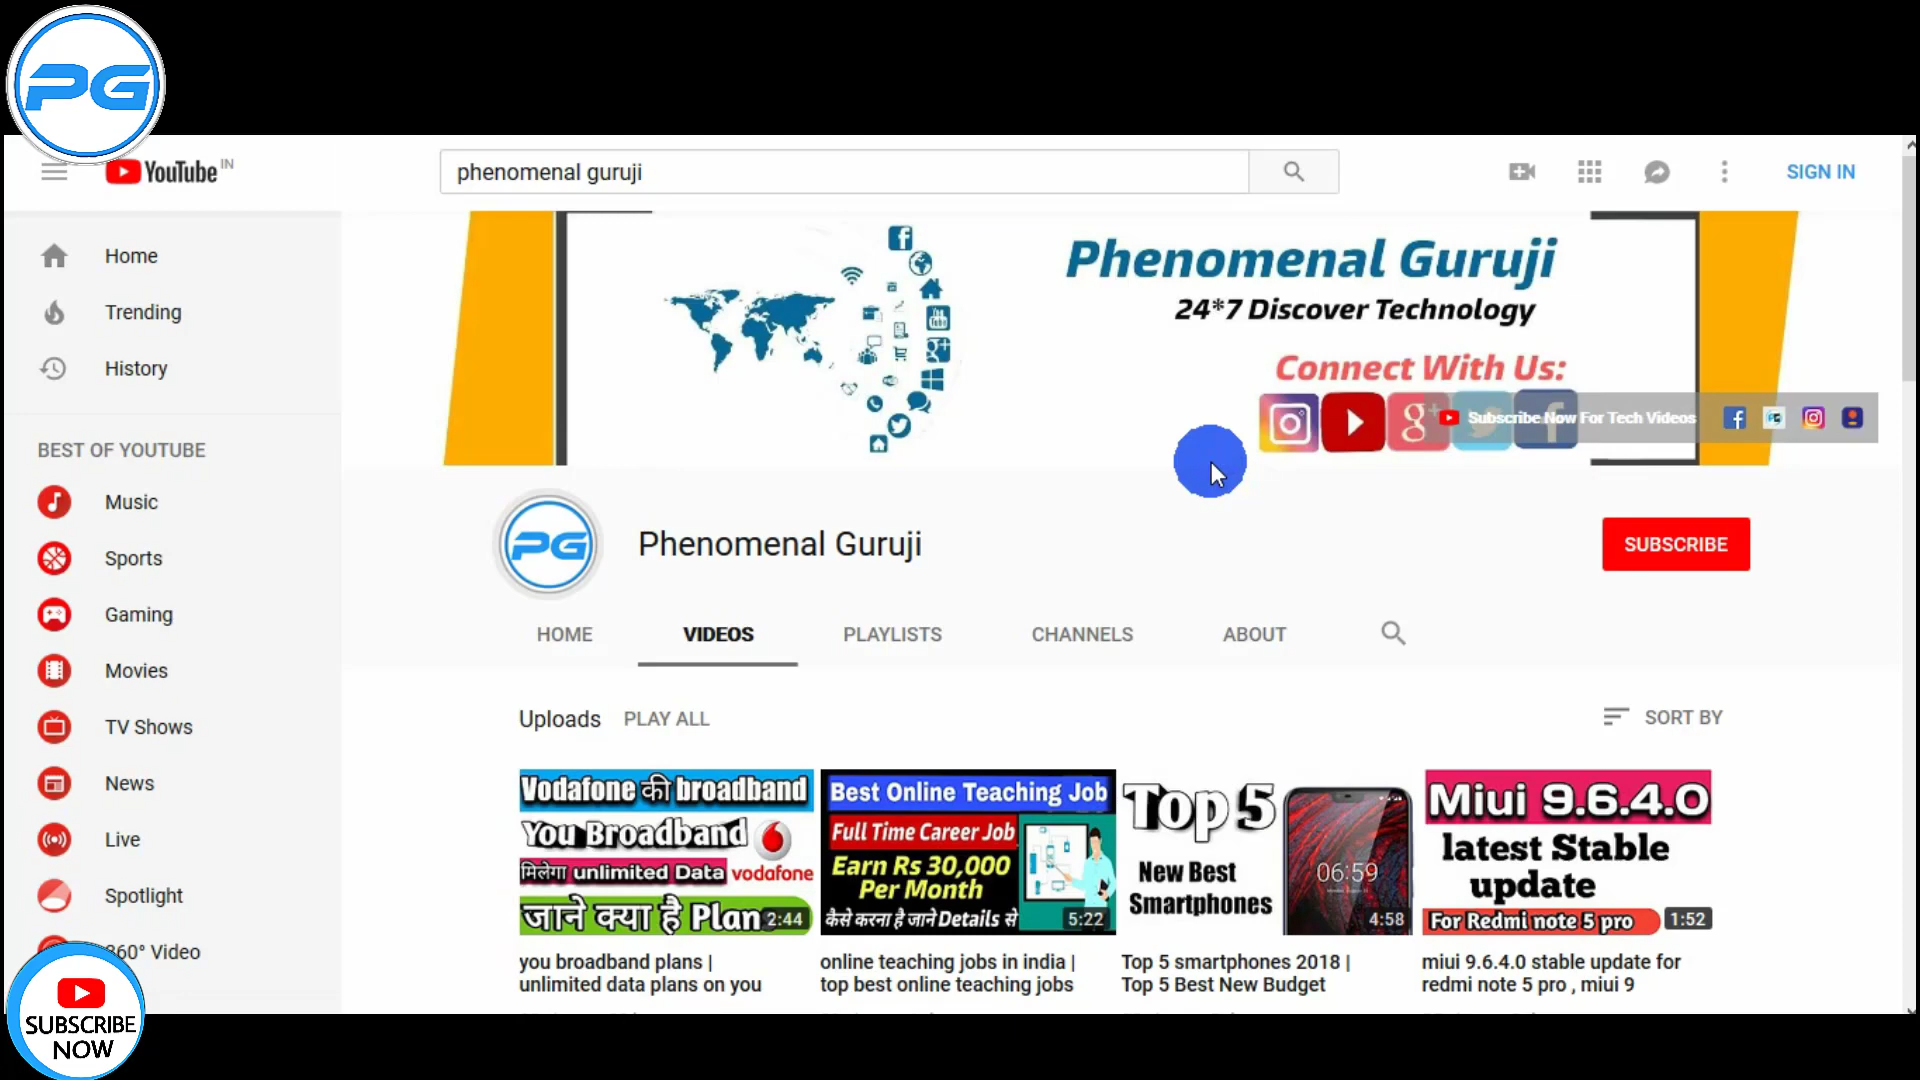 PG
YouTube IN
phenomenal guruji
SIGN IN
Home
Trending
History
BEST OF YOUTUBE
Music
Sports
Gaming
Movies
TV Shows
News
Live
Spotlight
360° Video
Phenomenal Guruji
24*7 Discover Technology
Connect With Us:
Subscribe Now For Tech Videos
PG
Phenomenal Guruji
SUBSCRIBE
HOME
VIDEOS
PLAYLISTS
CHANNELS
ABOUT
Uploads
PLAY ALL
SORT BY
Vodafone की broadband
You Broadband
मिलेगा unlimited Data
vodafone
जाने क्या है Plan
2:44
you broadband plans |
unlimited data plans on you
Best Online Teaching Job
Full Time Career Job
Earn Rs 30,000
Per Month
कैसे करना है जाने Details से
5:22
online teaching jobs in india |
top best online teaching jobs
Top 5
New Best
Smartphones
06:59
4:58
Top 5 smartphones 2018 |
Top 5 Best New Budget
Miui 9.6.4.0
latest Stable
update
For Redmi note 5 pro
1:52
miui 9.6.4.0 stable update for
redmi note 5 pro , miui 9
SUBSCRIBE
NOW